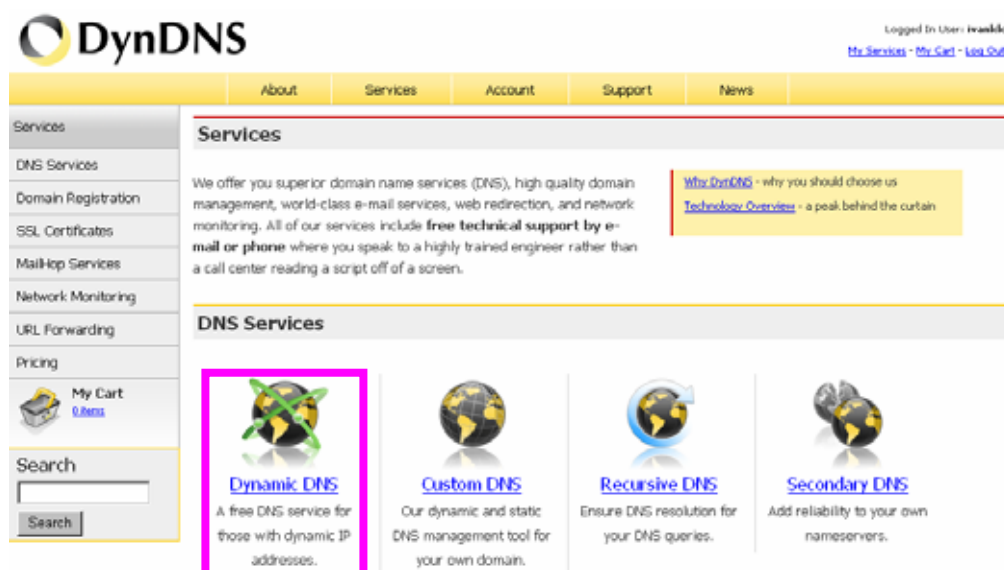 DynDNS
Logged In User:
My Services - My Cart - Log Out
About Services Account Support News
Services
DNS Services
Domain Registration
SSL Certificates
MailHop Services
Network Monitoring
URL Forwarding
Pricing
My Cart
0 items
Search
Search
Services
We offer you superior domain name services (DNS), high quality domain
management, world-class e-mail services, web redirection, and network
monitoring. All of our services include free technical support by e-
mail or phone where you speak to a highly trained engineer rather than
a call center reading a script off of a screen.
Why DynDNS - why you should choose us
Technology Overview - a peak behind the curtain
DNS Services
Dynamic DNS
A free DNS service for
those with dynamic IP
addresses.
Custom DNS
Our dynamic and static
DNS management tool for
your own domain.
Recursive DNS
Ensure DNS resolution for
your DNS queries.
Secondary DNS
Add reliability to your own
nameservers.